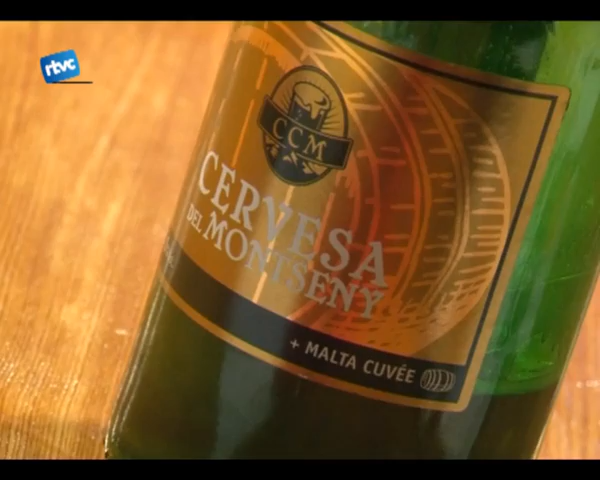 rtvc
CCM
CERVESA
DEL MONTSENY
+ MALTA CUVÉE